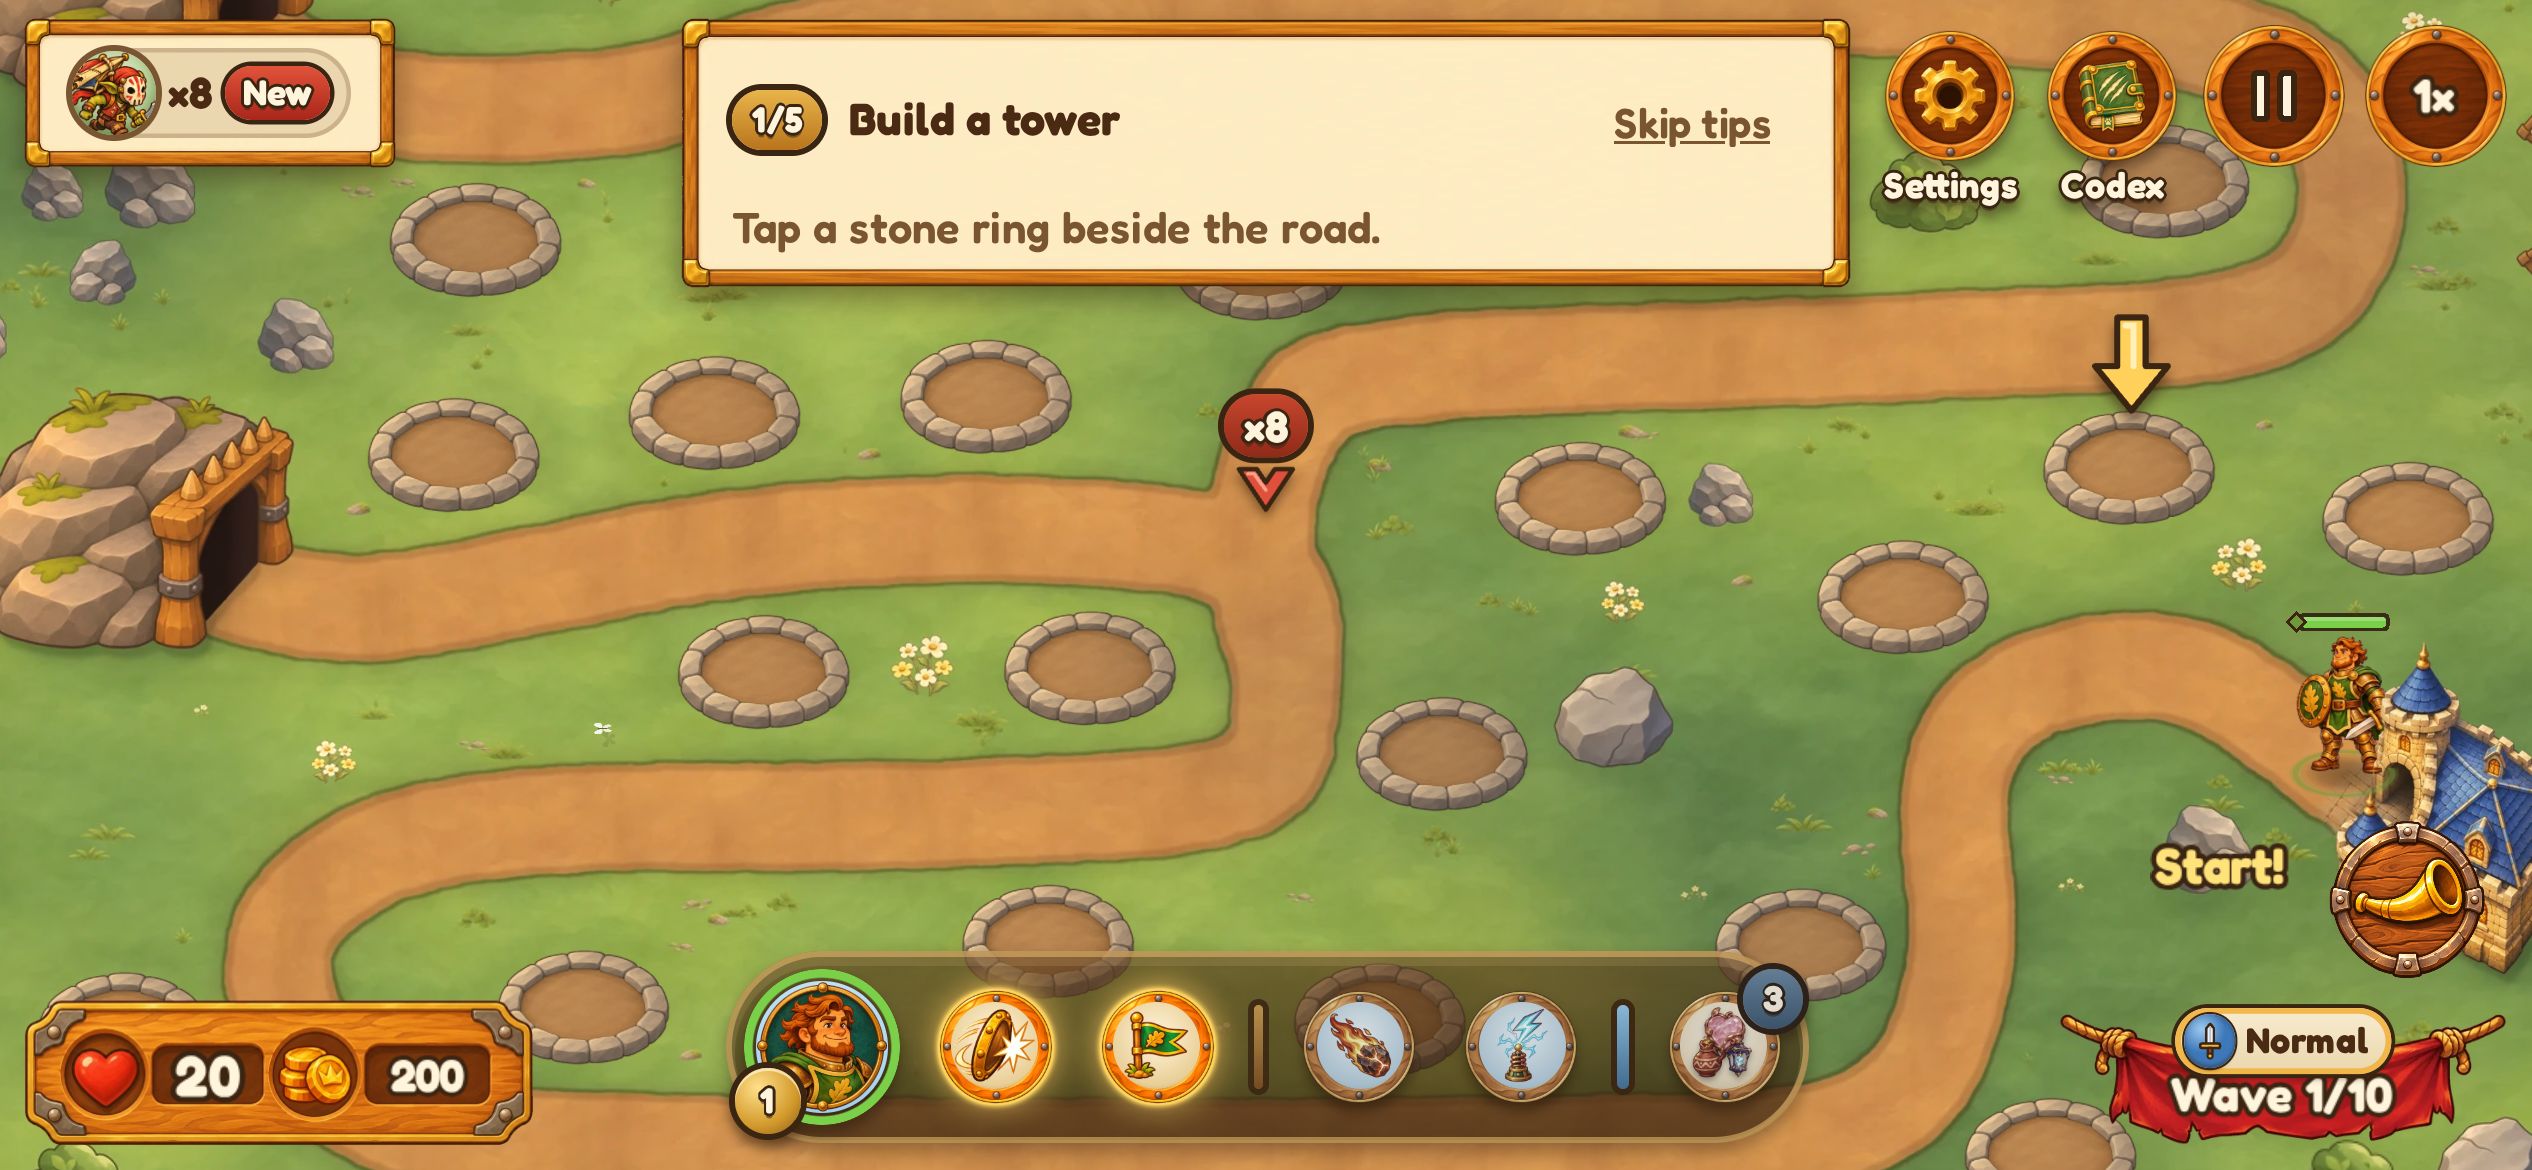 x8 New
1/5 Build a tower
Skip tips
Tap a stone ring beside the road.
Settings
Codex
1x
x8
Start!
20
200
1
3
Normal
Wave 1/10